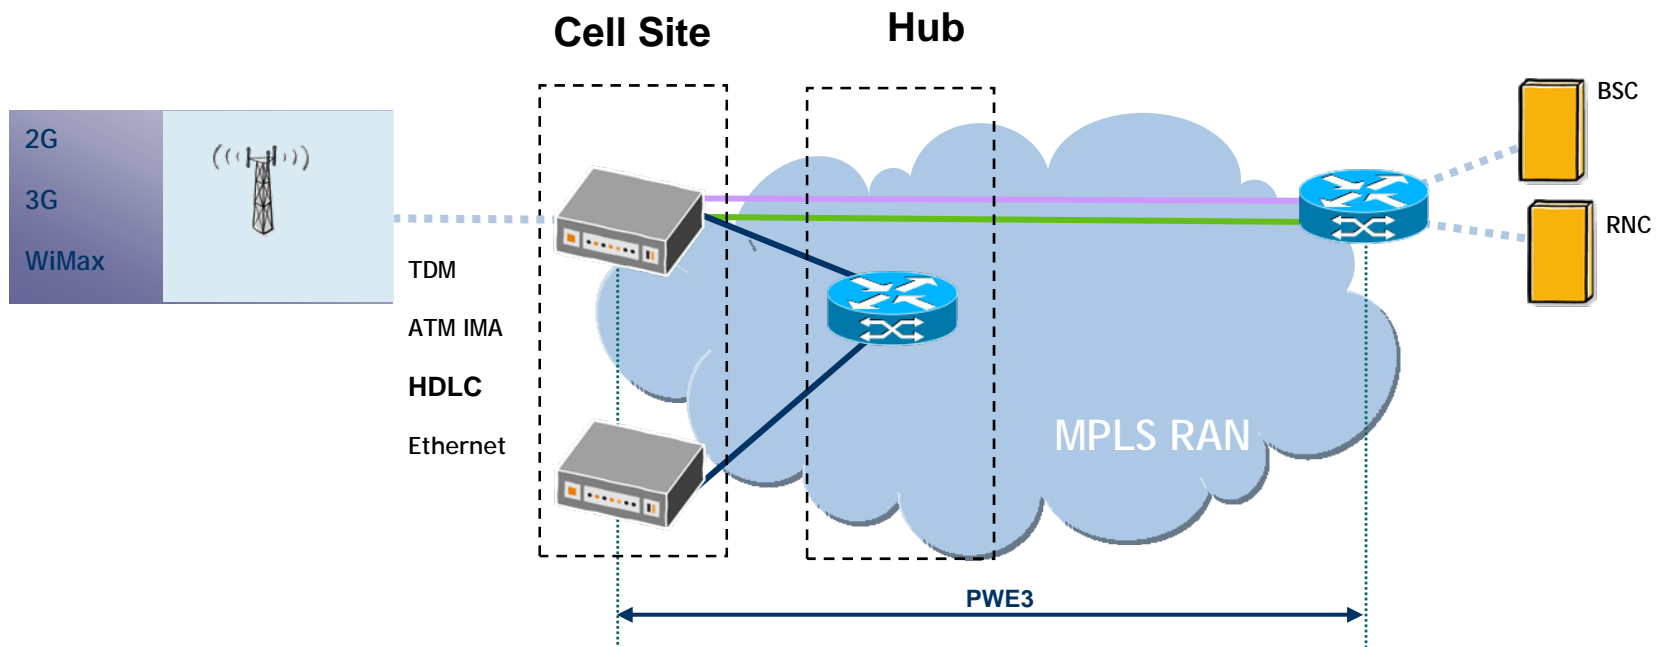 Cell Site
Hub
2G
3G
WiMax
TDM
ATM IMA
HDLC
Ethernet
MPLS RAN
BSC
RNC
PWE3